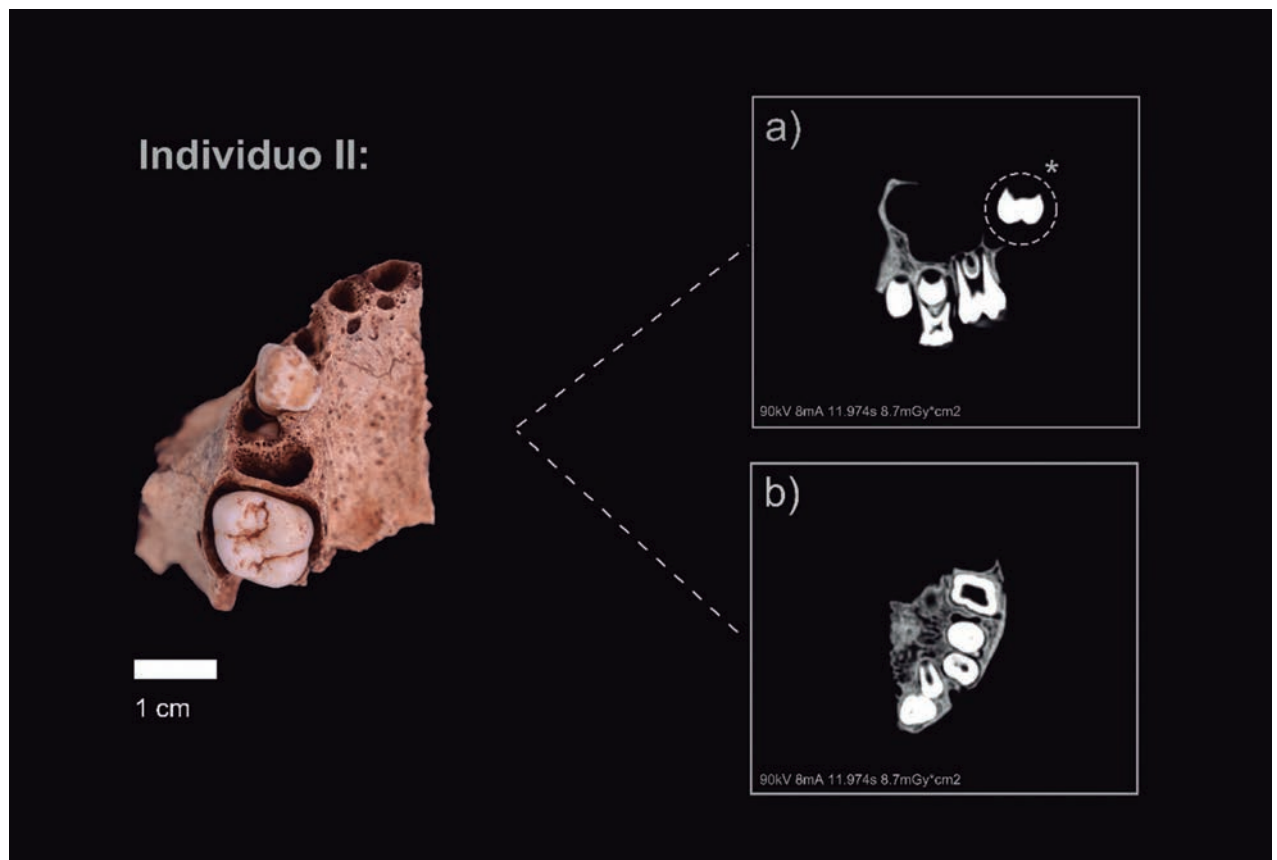 Individuo II:
1 cm
a)
*
90kV 8mA 11.974s 8.7mGy*cm2
b)
90kV 8mA 11.974s 8.7mGy*cm2